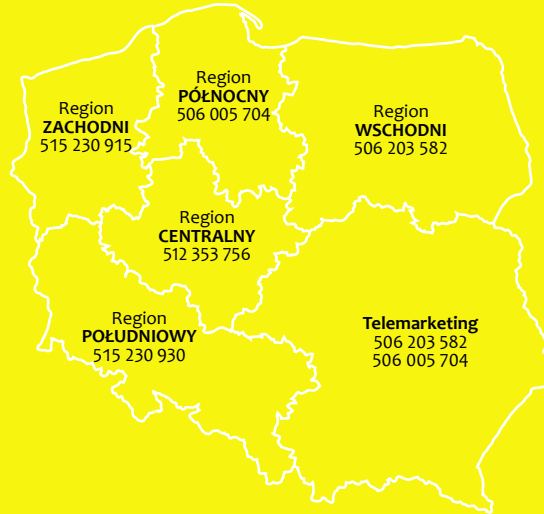 Region
PÓŁNOCNY
506 005 704
Region
ZACHODNI
515 230 915
Region
WSCHODNI
506 203 582
Region
CENTRALNY
512 353 756
Region
POŁUDNIOWY
515 230 930
Telemarketing
506 203 582
506 005 704